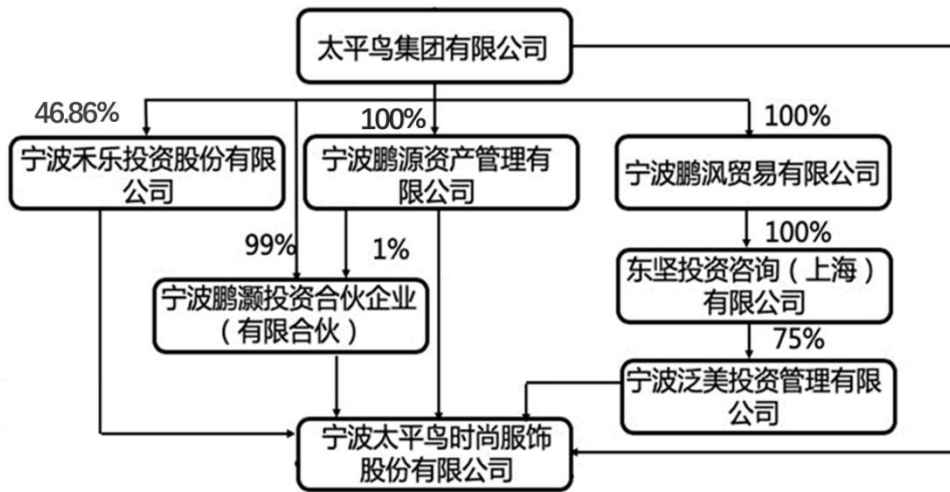 太平鸟集团有限公司
46.86%
100%
100%
宁波禾乐投资股份有限
公司
宁波鹏源资产管理有
限公司
宁波鹏沨贸易有限公司
99%
1%
100%
宁波鹏灏投资合伙企业
（有限合伙）
东坚投资咨询（上海）
有限公司
75%
宁波泛美投资管理有限
公司
宁波太平鸟时尚服饰
股份有限公司